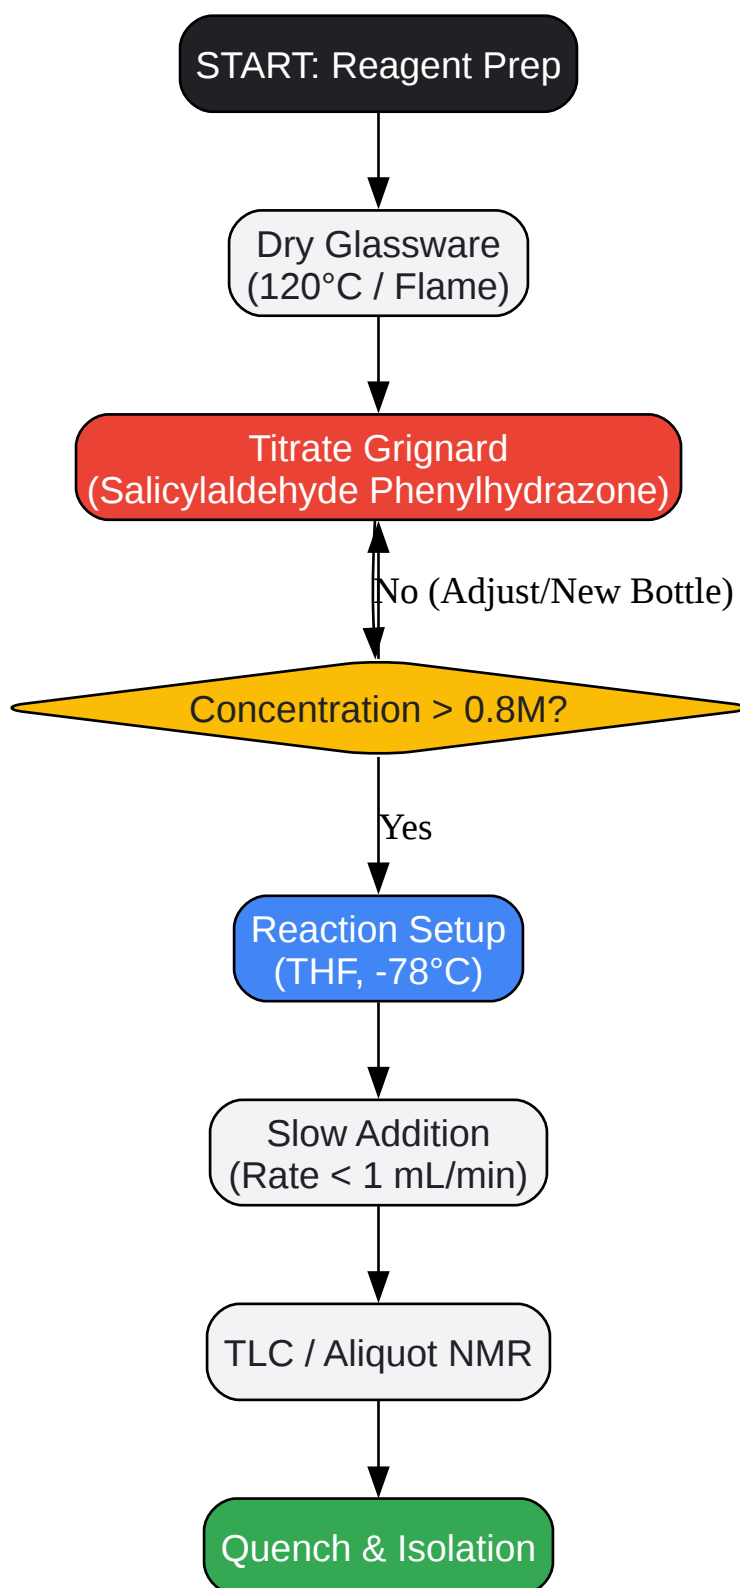 START: Reagent Prep
Dry Glassware
(120°C / Flame)
Titrate Grignard
(Salicylaldehyde Phenylhydrazone)
No (Adjust/New Bottle)
Concentration > 0.8M?
Yes
Reaction Setup
(THF, -78°C)
Slow Addition
(Rate < 1 mL/min)
TLC / Aliquot NMR
Quench & Isolation